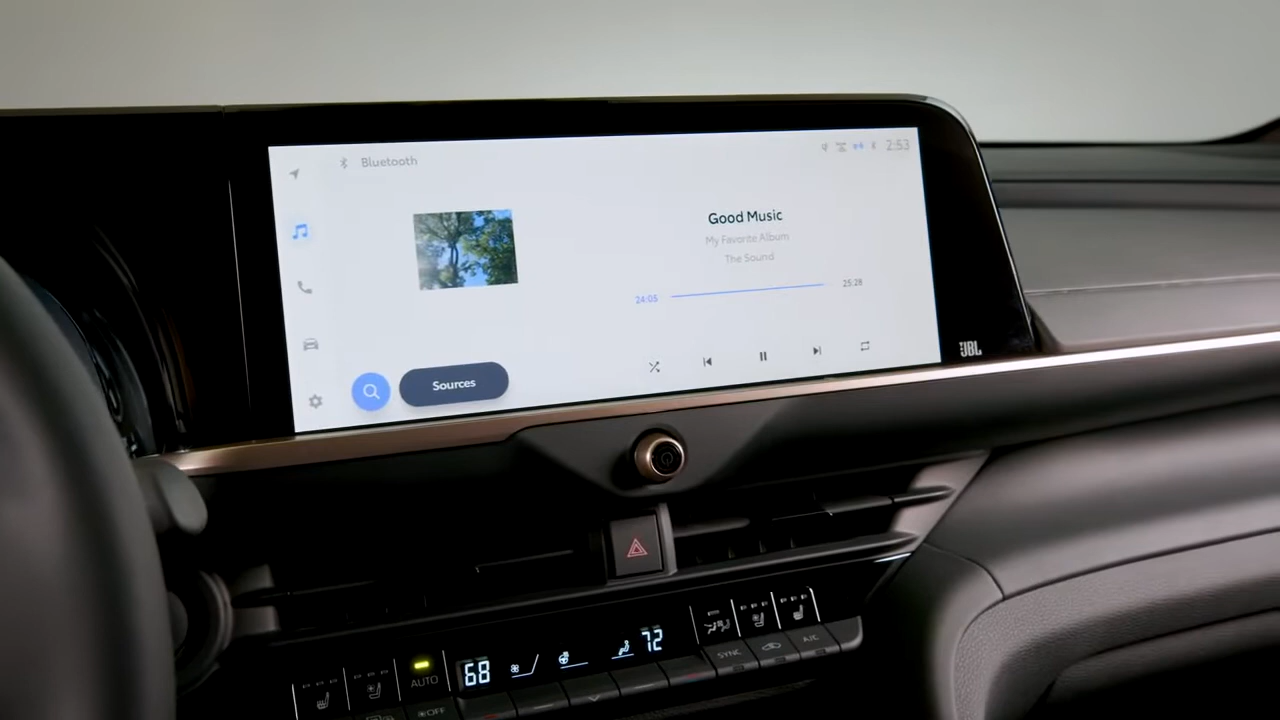 Bluetooth
2:53
Good Music
My Favorite Album
The Sound
24:05
25:28
Sources
JBL
72
68
AUTO
SYNC
A/C
OFF